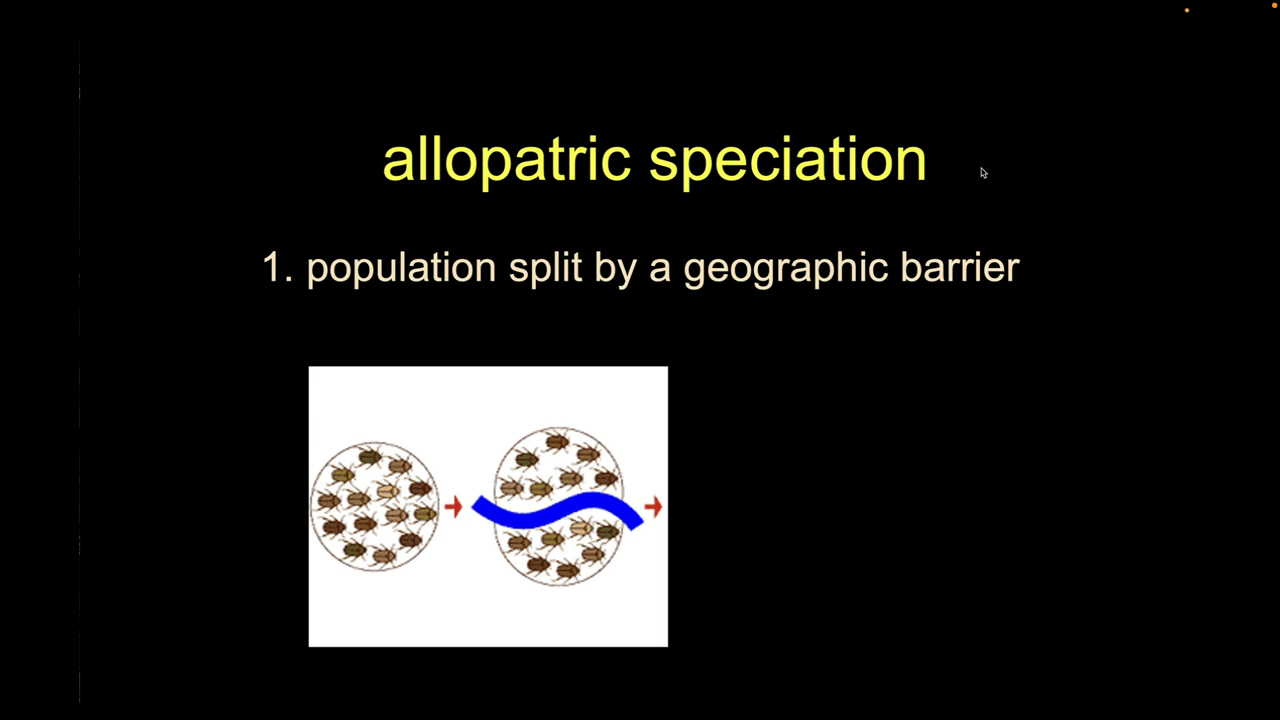 allopatric speciation
1. population split by a geographic barrier